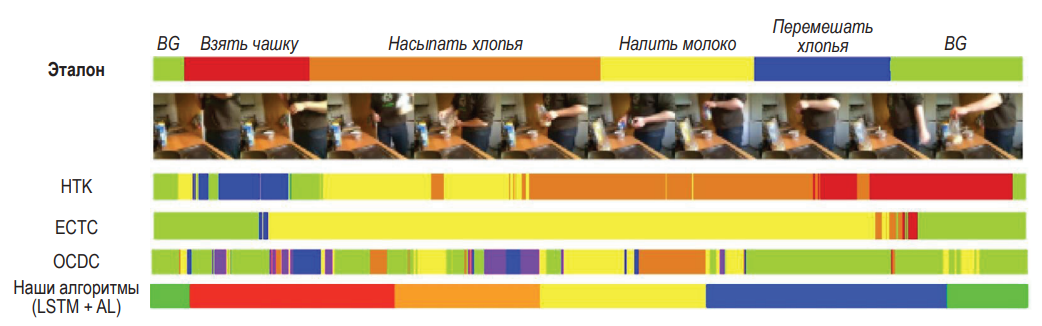 BG Взять чашку Насыпать хлопья Налить молоко Перемешать хлопья BG
Эталон
HTK
ECTC
OCDC
Наши алгоритмы
(LSTM + AL)